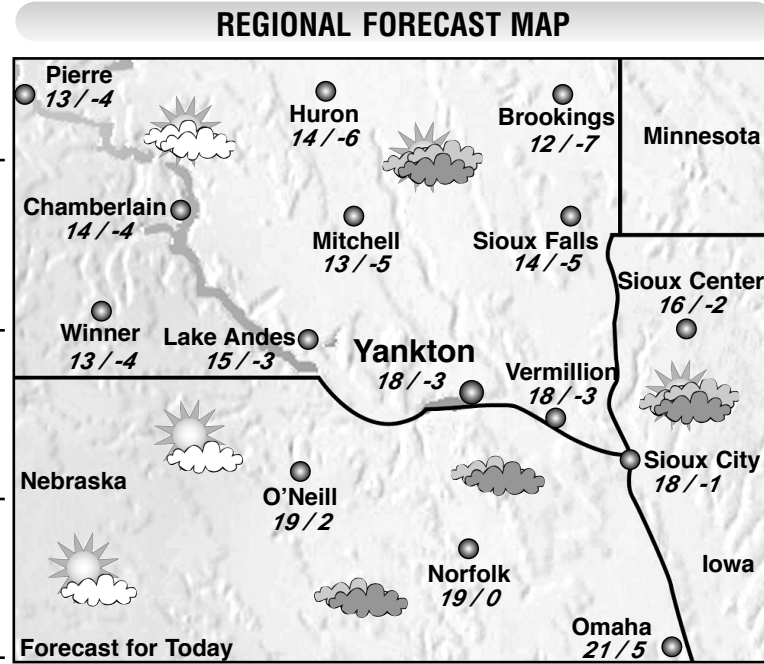 REGIONAL FORECAST MAP
Pierre
13 / -4
Huron
14 / -6
Brookings
12 / -7
Minnesota
Chamberlain
14 / -4
Mitchell
13 / -5
Sioux Falls
14 / -5
Sioux Center
16 / -2
Winner
13 / -4
Lake Andes
15 / -3
Yankton
18 / -3
Vermillion
18 / -3
Nebraska
O'Neill
19 / 2
Sioux City
18 / -1
Norfolk
19 / 0
Iowa
Omaha
21 / 5
Forecast for Today